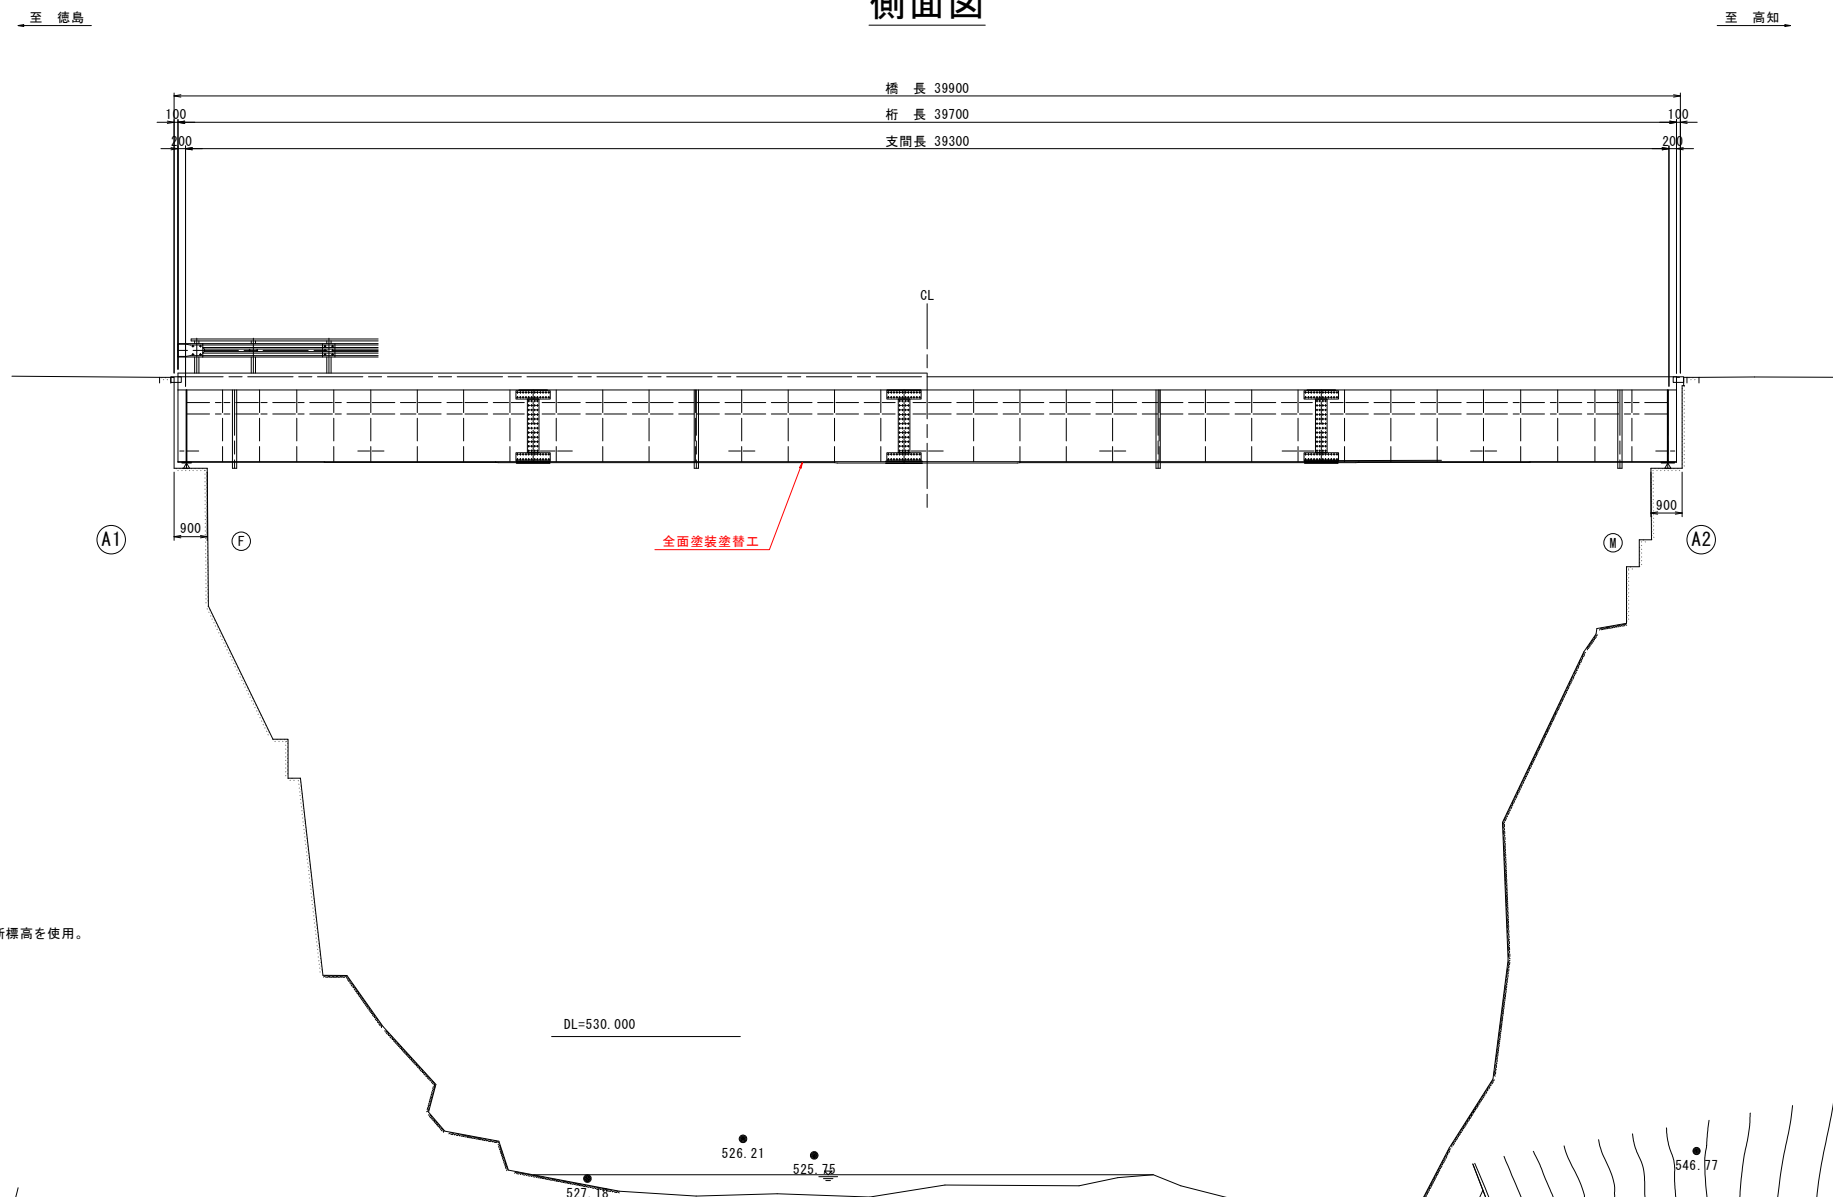 側面図
至 徳島
至 高知
橋 長 39900
100
桁 長 39700
100
200
支間長 39300
200
CL
900
900
A1
F
全面塗装塗替工
M
A2
標高を使用。
DL=530.000
526.21
525.75
546.77
527.18